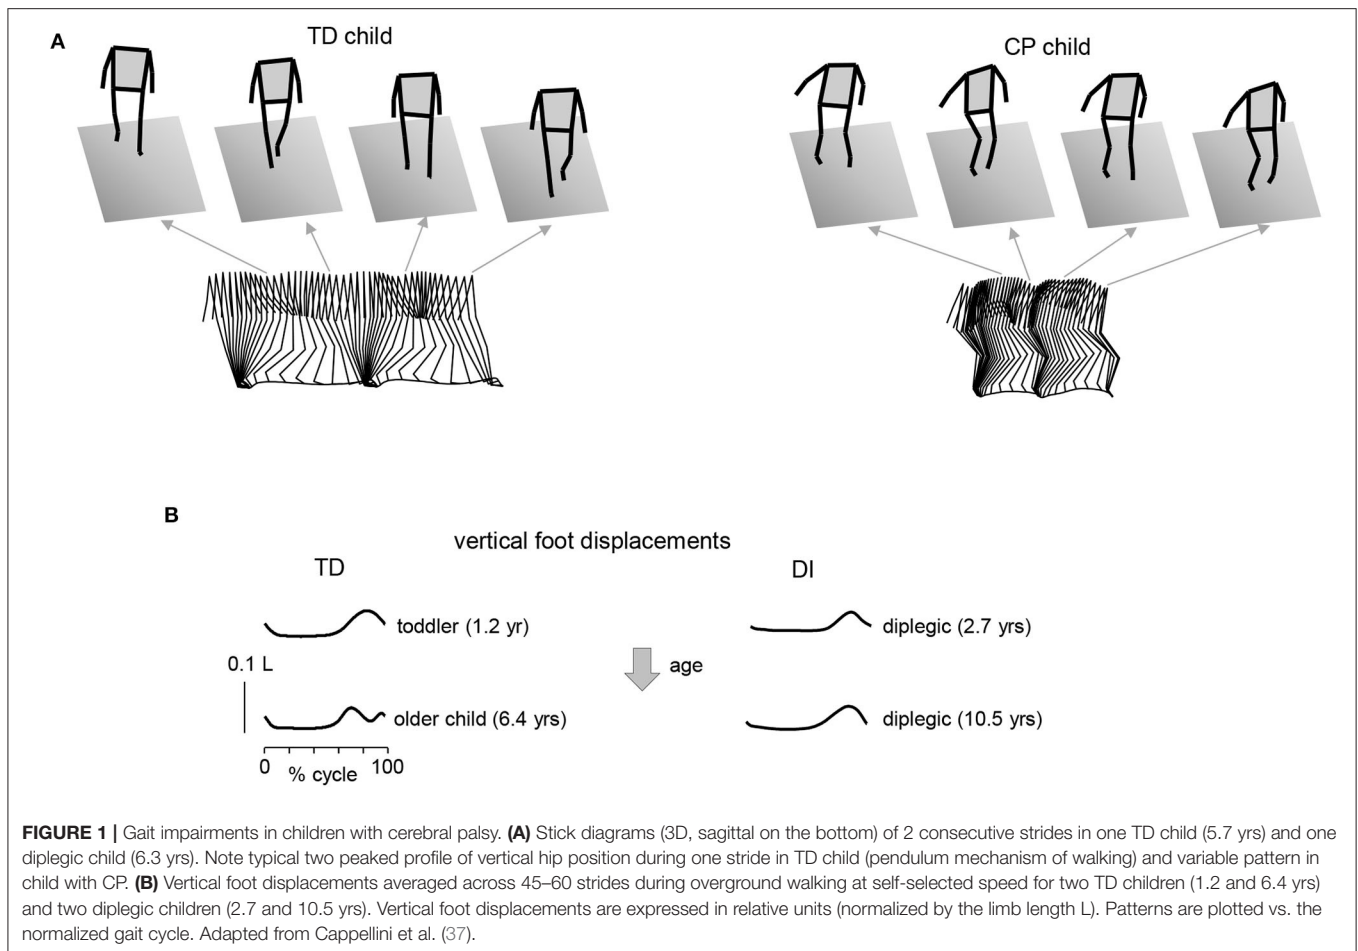 A
TD child
CP child
B
vertical foot displacements
TD
DI
toddler (1.2 yr)
diplegic (2.7 yrs)
0.1 L
age
older child (6.4 yrs)
diplegic (10.5 yrs)
0
% cycle
100
FIGURE 1 | Gait impairments in children with cerebral palsy. (A) Stick diagrams (3D, sagittal on the bottom) of 2 consecutive strides in one TD child (5.7 yrs) and one
diplegic child (6.3 yrs). Note typical two peaked profile of vertical hip position during one stride in TD child (pendulum mechanism of walking) and variable pattern in
child with CP. (B) Vertical foot displacements averaged across 45–60 strides during overground walking at self-selected speed for two TD children (1.2 and 6.4 yrs)
and two diplegic children (2.7 and 10.5 yrs). Vertical foot displacements are expressed in relative units (normalized by the limb length L). Patterns are plotted vs. the
normalized gait cycle. Adapted from Cappellini et al. (37).